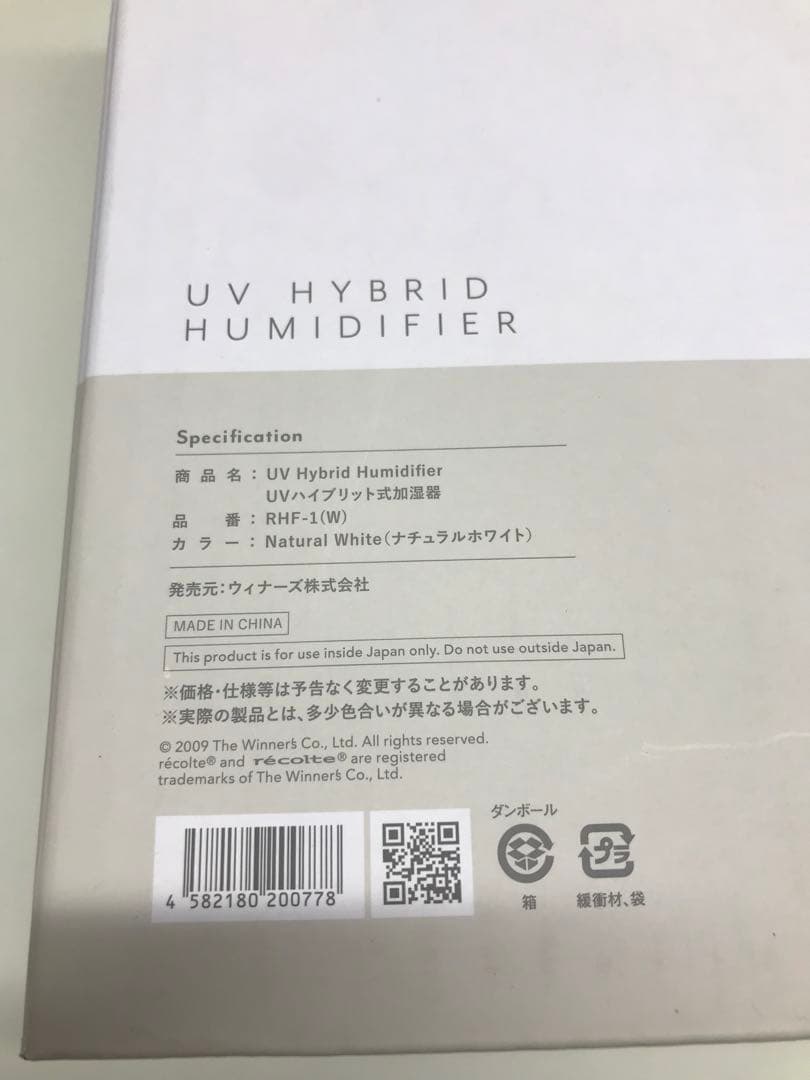 UV HYBRID
HUMIDIFIER
Specification
商品名：UV Hybrid Humidifier
UVハイブリット式加湿器
品番：RHF-1(W)
カラー：Natural White(ナチュラルホワイト)
発売元：ウィナーズ株式会社
MADE IN CHINA
This product is for use inside Japan only. Do not use outside Japan.
※価格・仕様等は予告なく変更することがあります。
※実際の製品とは、多少色合いが異なる場合がございます。
© 2009 The Winner's Co., Ltd. All rights reserved.
récolte® and récolte® are registered
trademarks of The Winner's Co., Ltd.
ダンボール
プラ
箱
緩衝材、袋
4 582180 200778